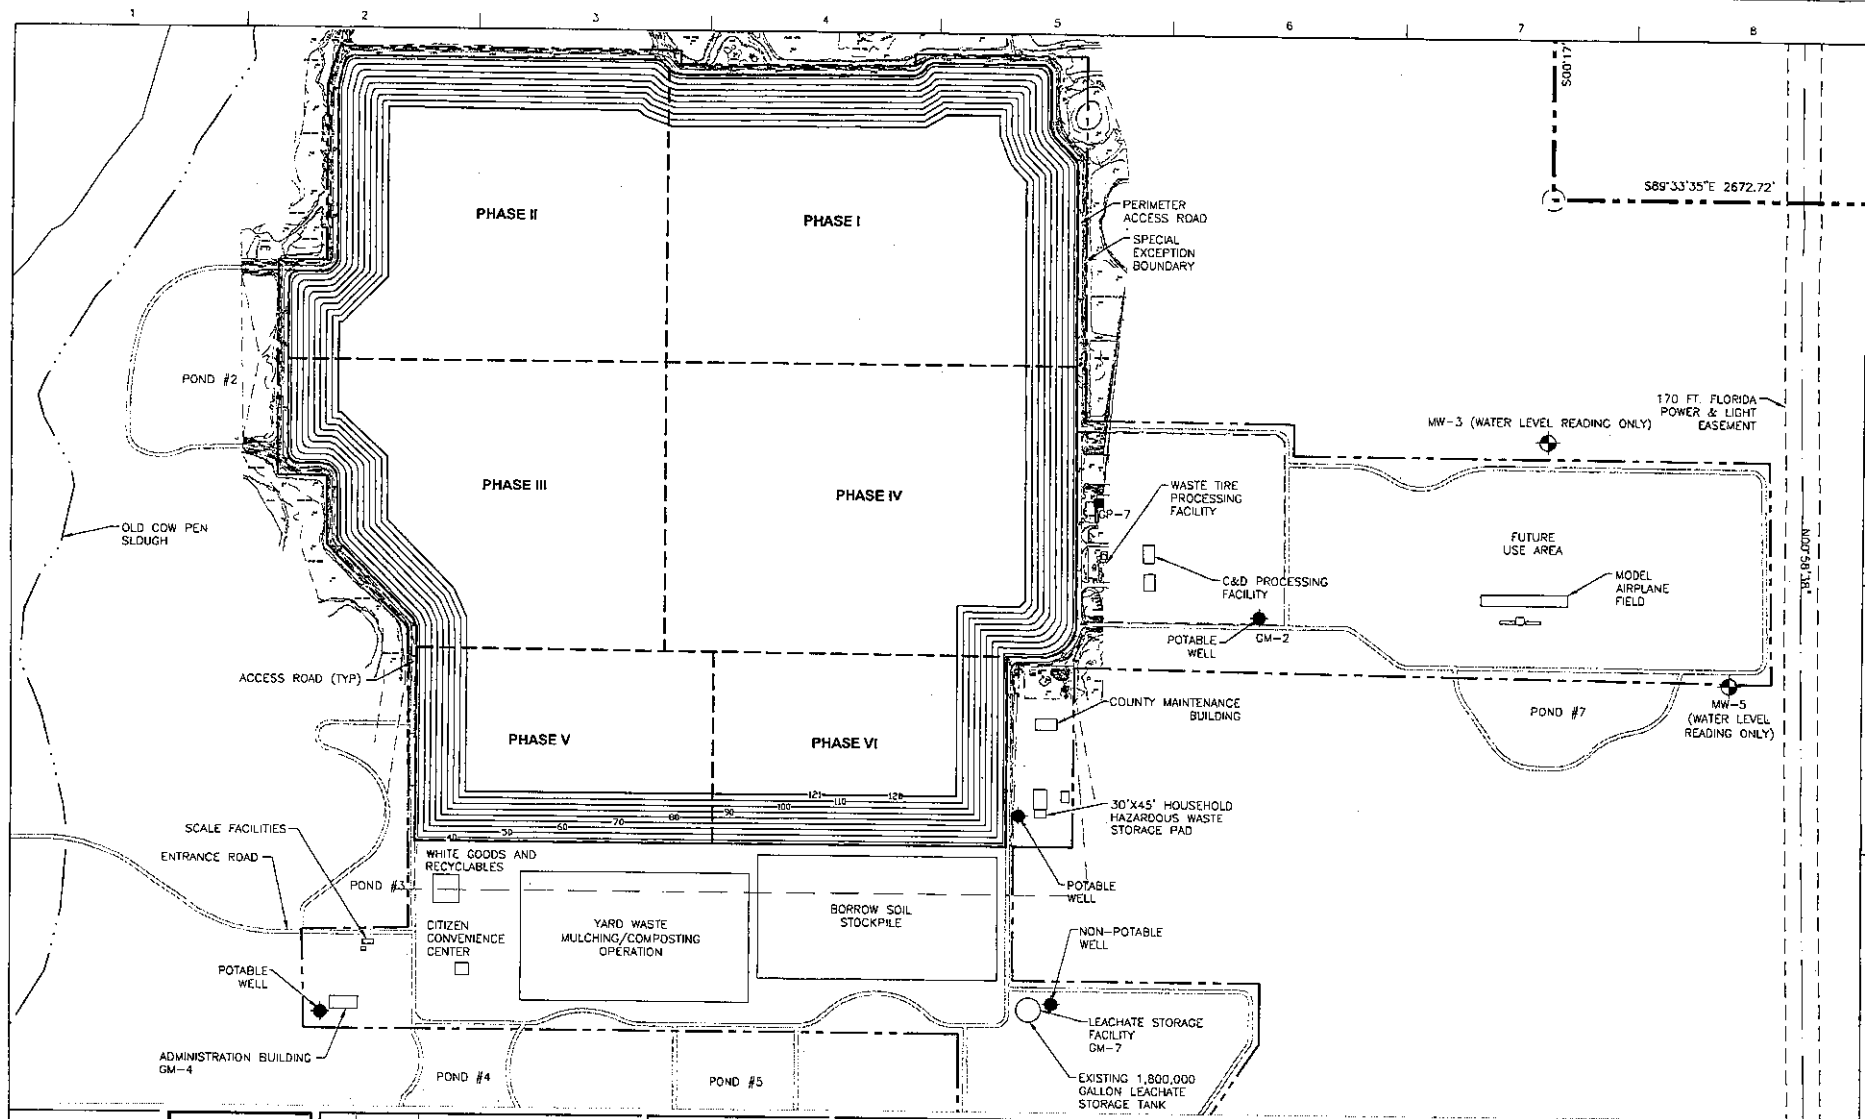 1
2
3
4
5
6
7
8
S00.17'
S89°33'35"E 2672.72'
PHASE II
PHASE I
PERIMETER
ACCESS ROAD
SPECIAL
EXCEPTION
BOUNDARY
POND #2
170 FT. FLORIDA
POWER & LIGHT
EASEMENT
MW-3 (WATER LEVEL READING ONLY)
PHASE III
PHASE IV
WASTE TIRE
PROCESSING
FACILITY
GP-7
OLD COW PEN
SLOUGH
FUTURE
USE AREA
N00°58'38"
C&D PROCESSING
FACILITY
MODEL
AIRPLANE
FIELD
POTABLE
WELL
GM-2
ACCESS ROAD (TYP)
COUNTY MAINTENANCE
BUILDING
POND #7
MW-5
(WATER LEVEL
READING ONLY)
PHASE V
PHASE VI
121
120
110
100
90
80
70
60
50
40
30'X45' HOUSEHOLD
HAZARDOUS WASTE
STORAGE PAD
SCALE FACILITIES
ENTRANCE ROAD
WHITE GOODS AND
RECYCLABLES
POND #3
POTABLE
WELL
BORROW SOIL
STOCKPILE
CITIZEN
CONVENIENCE
CENTER
YARD WASTE
MULCHING/COMPOSTING
OPERATION
NON-POTABLE
WELL
POTABLE
WELL
LEACHATE STORAGE
FACILITY
GM-7
ADMINISTRATION BUILDING
GM-4
POND #4
POND #5
EXISTING 1,800,000
GALLON LEACHATE
STORAGE TANK